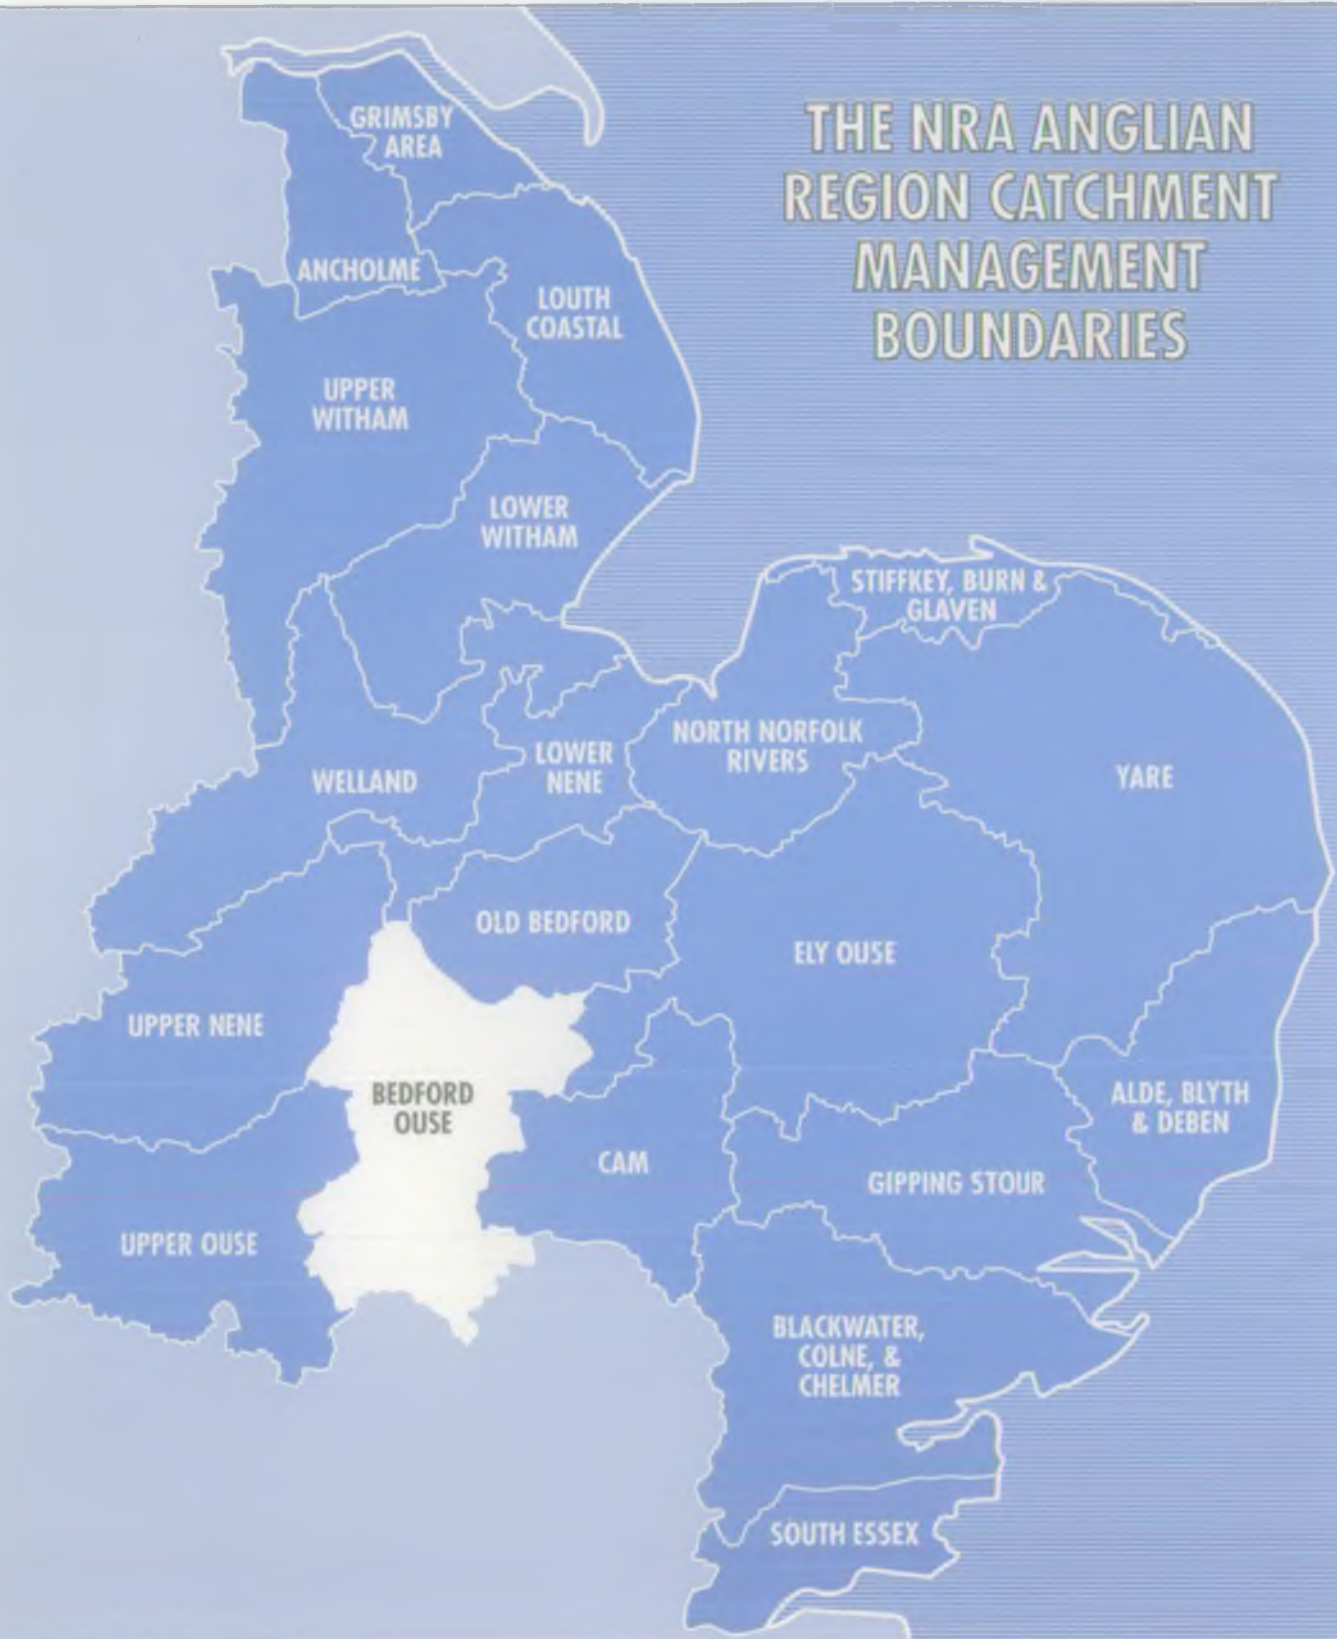 THE NRA ANGLIAN
REGION CATCHMENT
MANAGEMENT
BOUNDARIES
GRIMSBY
AREA
ANCHOLME
LOUTH
COASTAL
UPPER
WITHAM
LOWER
WITHAM
STIFFKEY, BURN &
GLAVEN
NORTH NORFOLK
RIVERS
LOWER
NENE
WELLAND
YARE
OLD BEDFORD
ELY OUSE
UPPER NENE
BEDFORD
OUSE
ALDE, BLYTH
& DEBEN
CAM
GIPPING STOUR
UPPER OUSE
BLACKWATER,
COLNE, &
CHELMER
SOUTH ESSEX